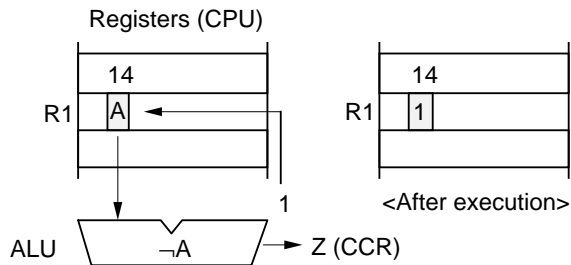 Registers (CPU)
14
14
R1
A
R1
1
1
<After execution>
ALU
¬A
Z (CCR)